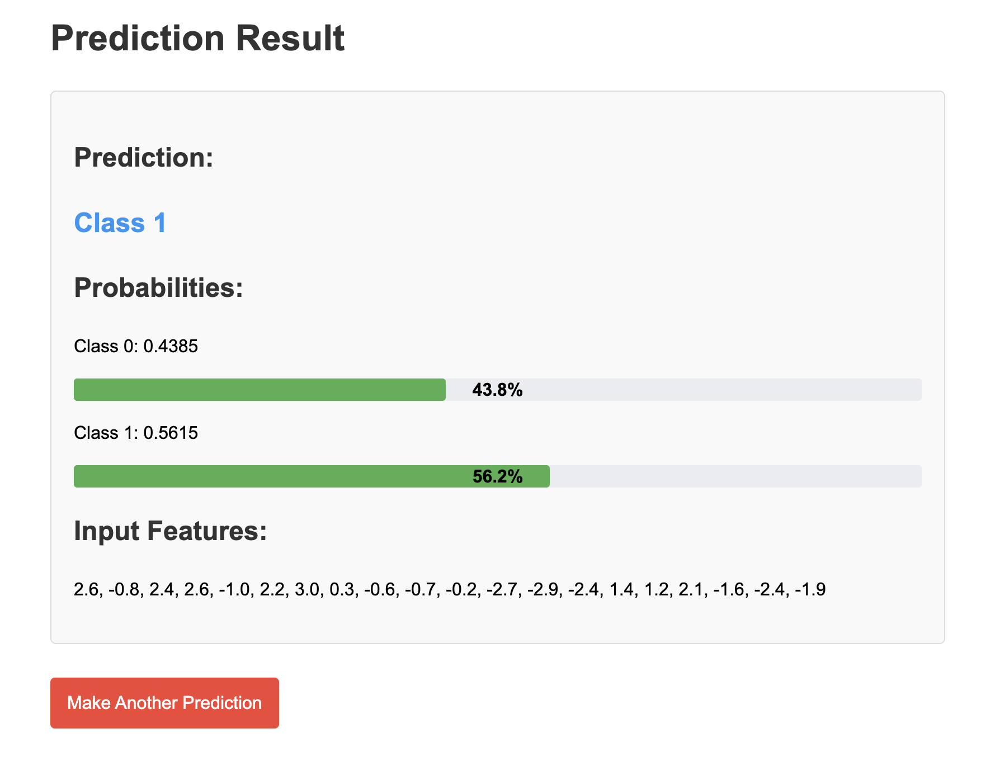 Prediction Result
Prediction:
Class 1
Probabilities:
Class 0: 0.4385
43.8%
Class 1: 0.5615
56.2%
Input Features:
2.6, -0.8, 2.4, 2.6, -1.0, 2.2, 3.0, 0.3, -0.6, -0.7, -0.2, -2.7, -2.9, -2.4, 1.4, 1.2, 2.1, -1.6, -2.4, -1.9
Make Another Prediction